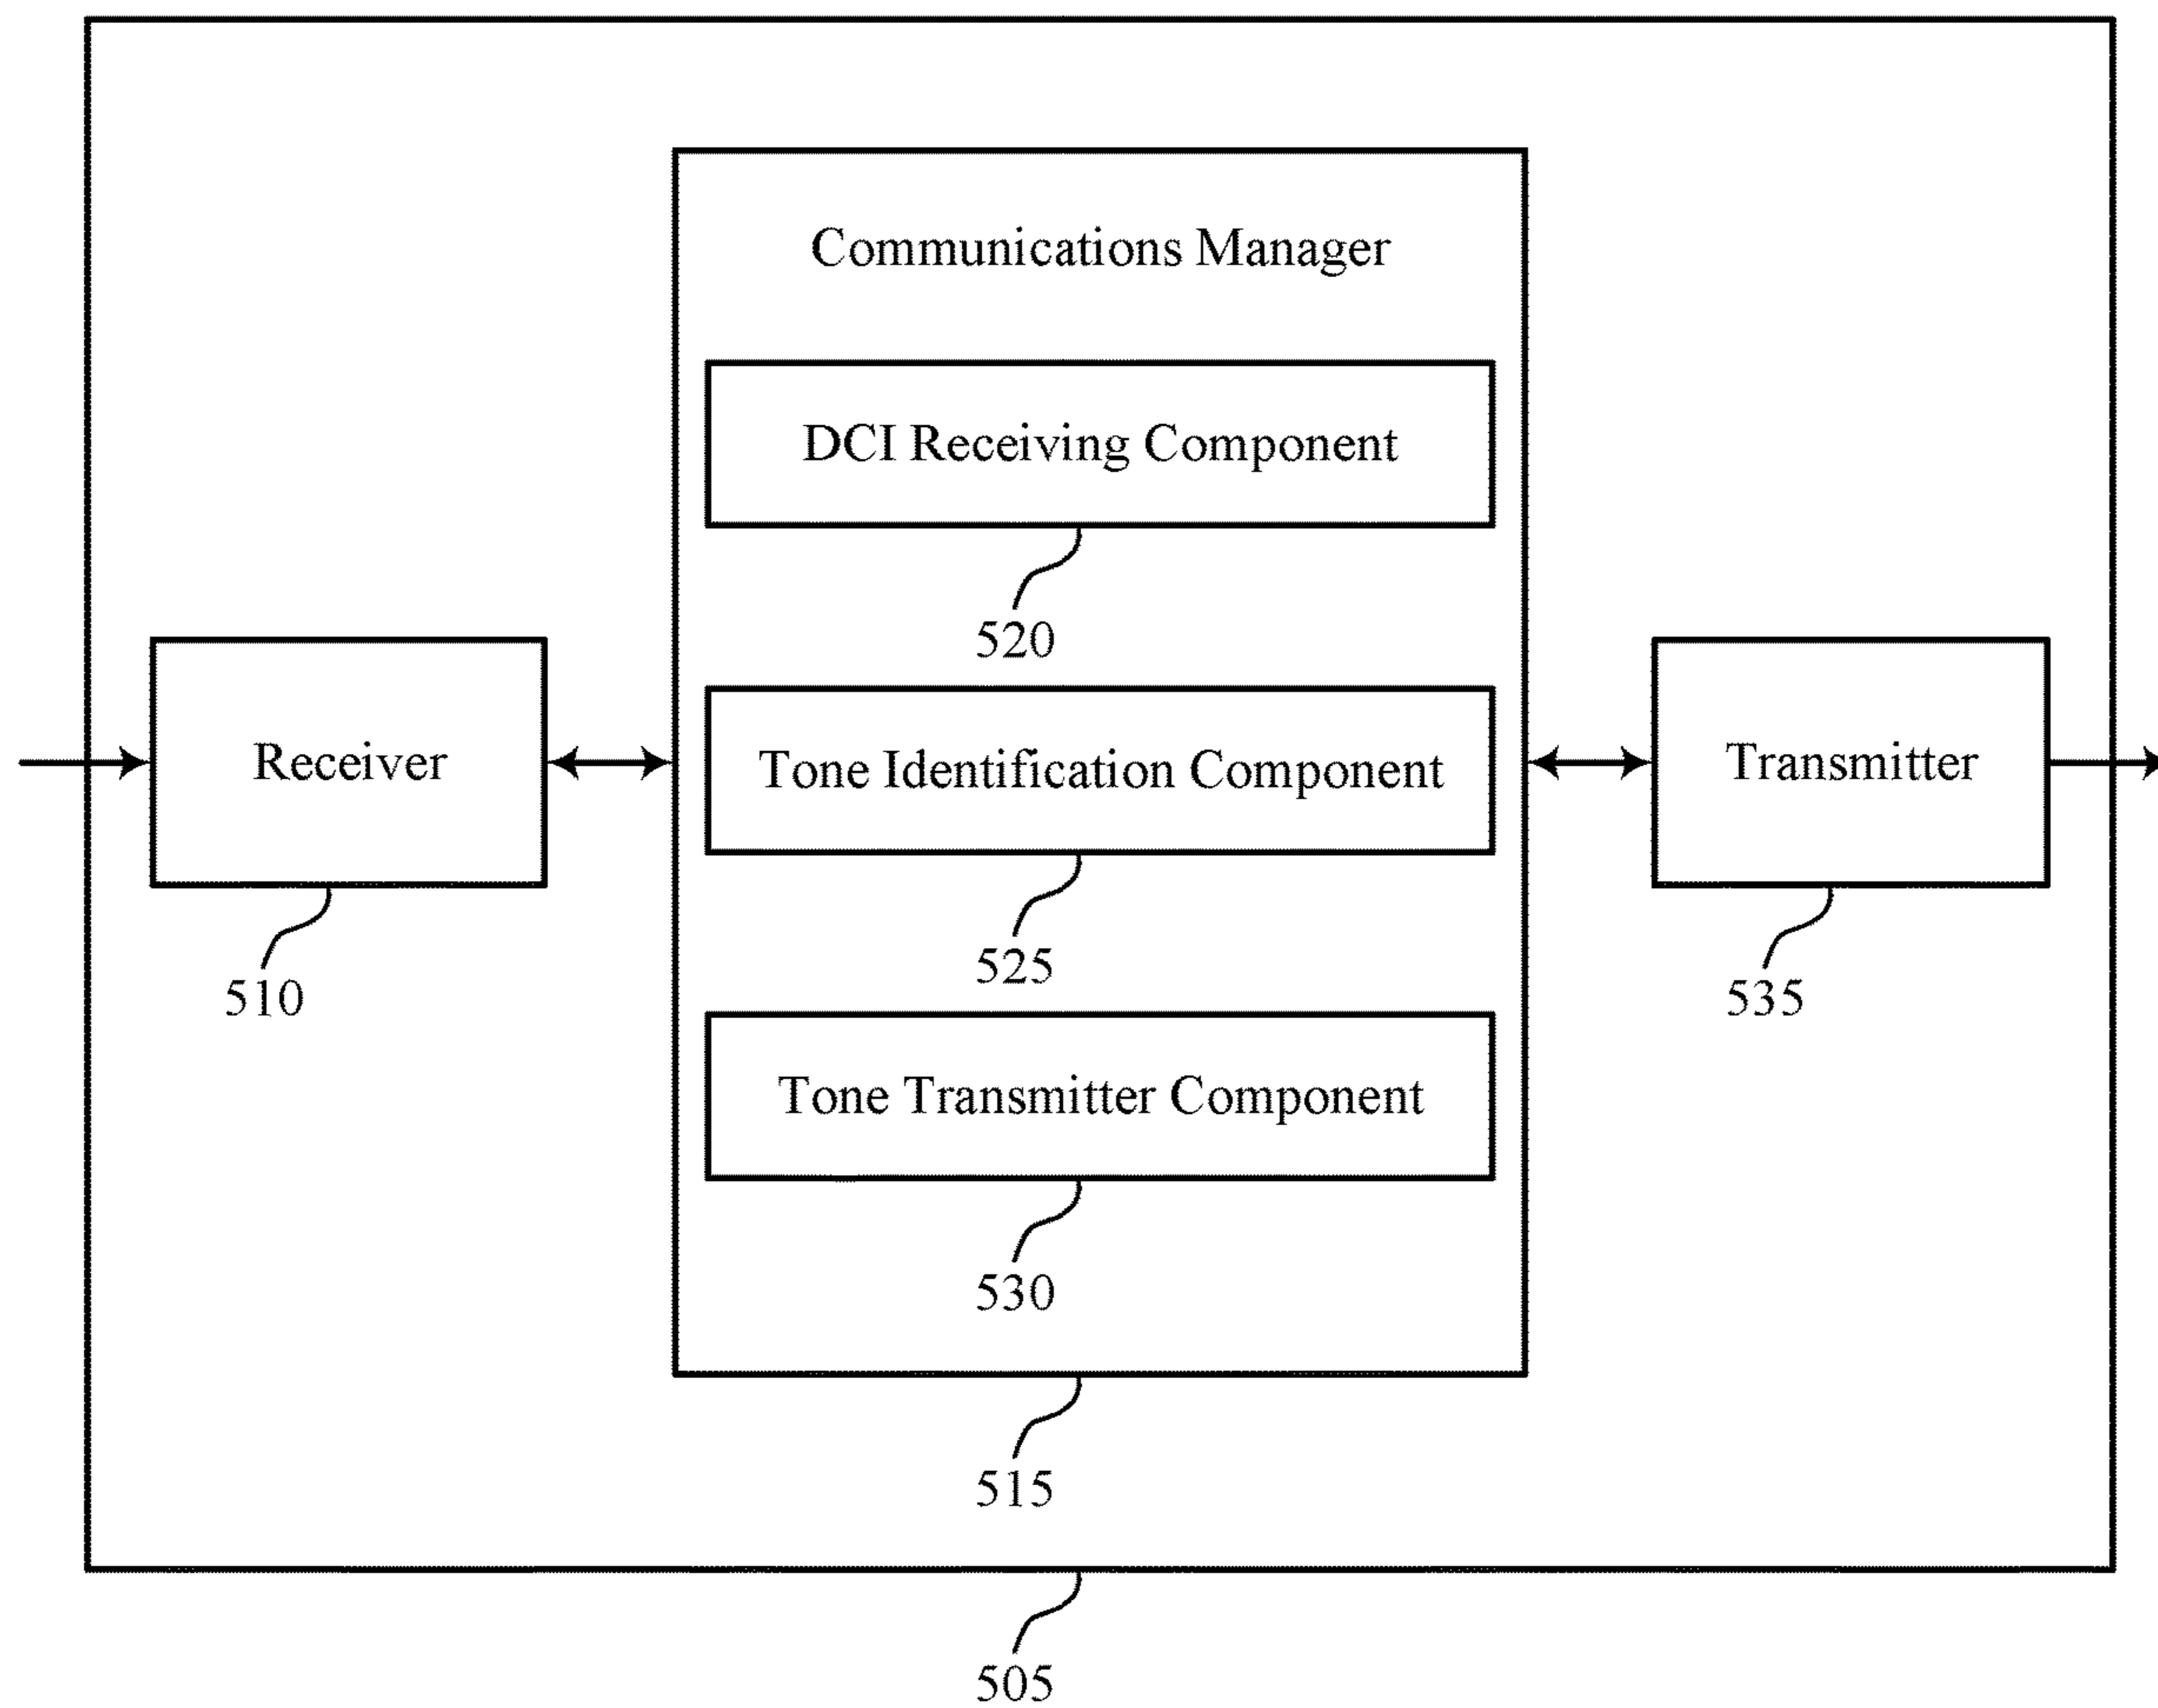 Communications Manager
DCI Receiving Component
520
Receiver
510
Tone Identification Component
525
Transmitter
535
Tone Transmitter Component
530
515
505